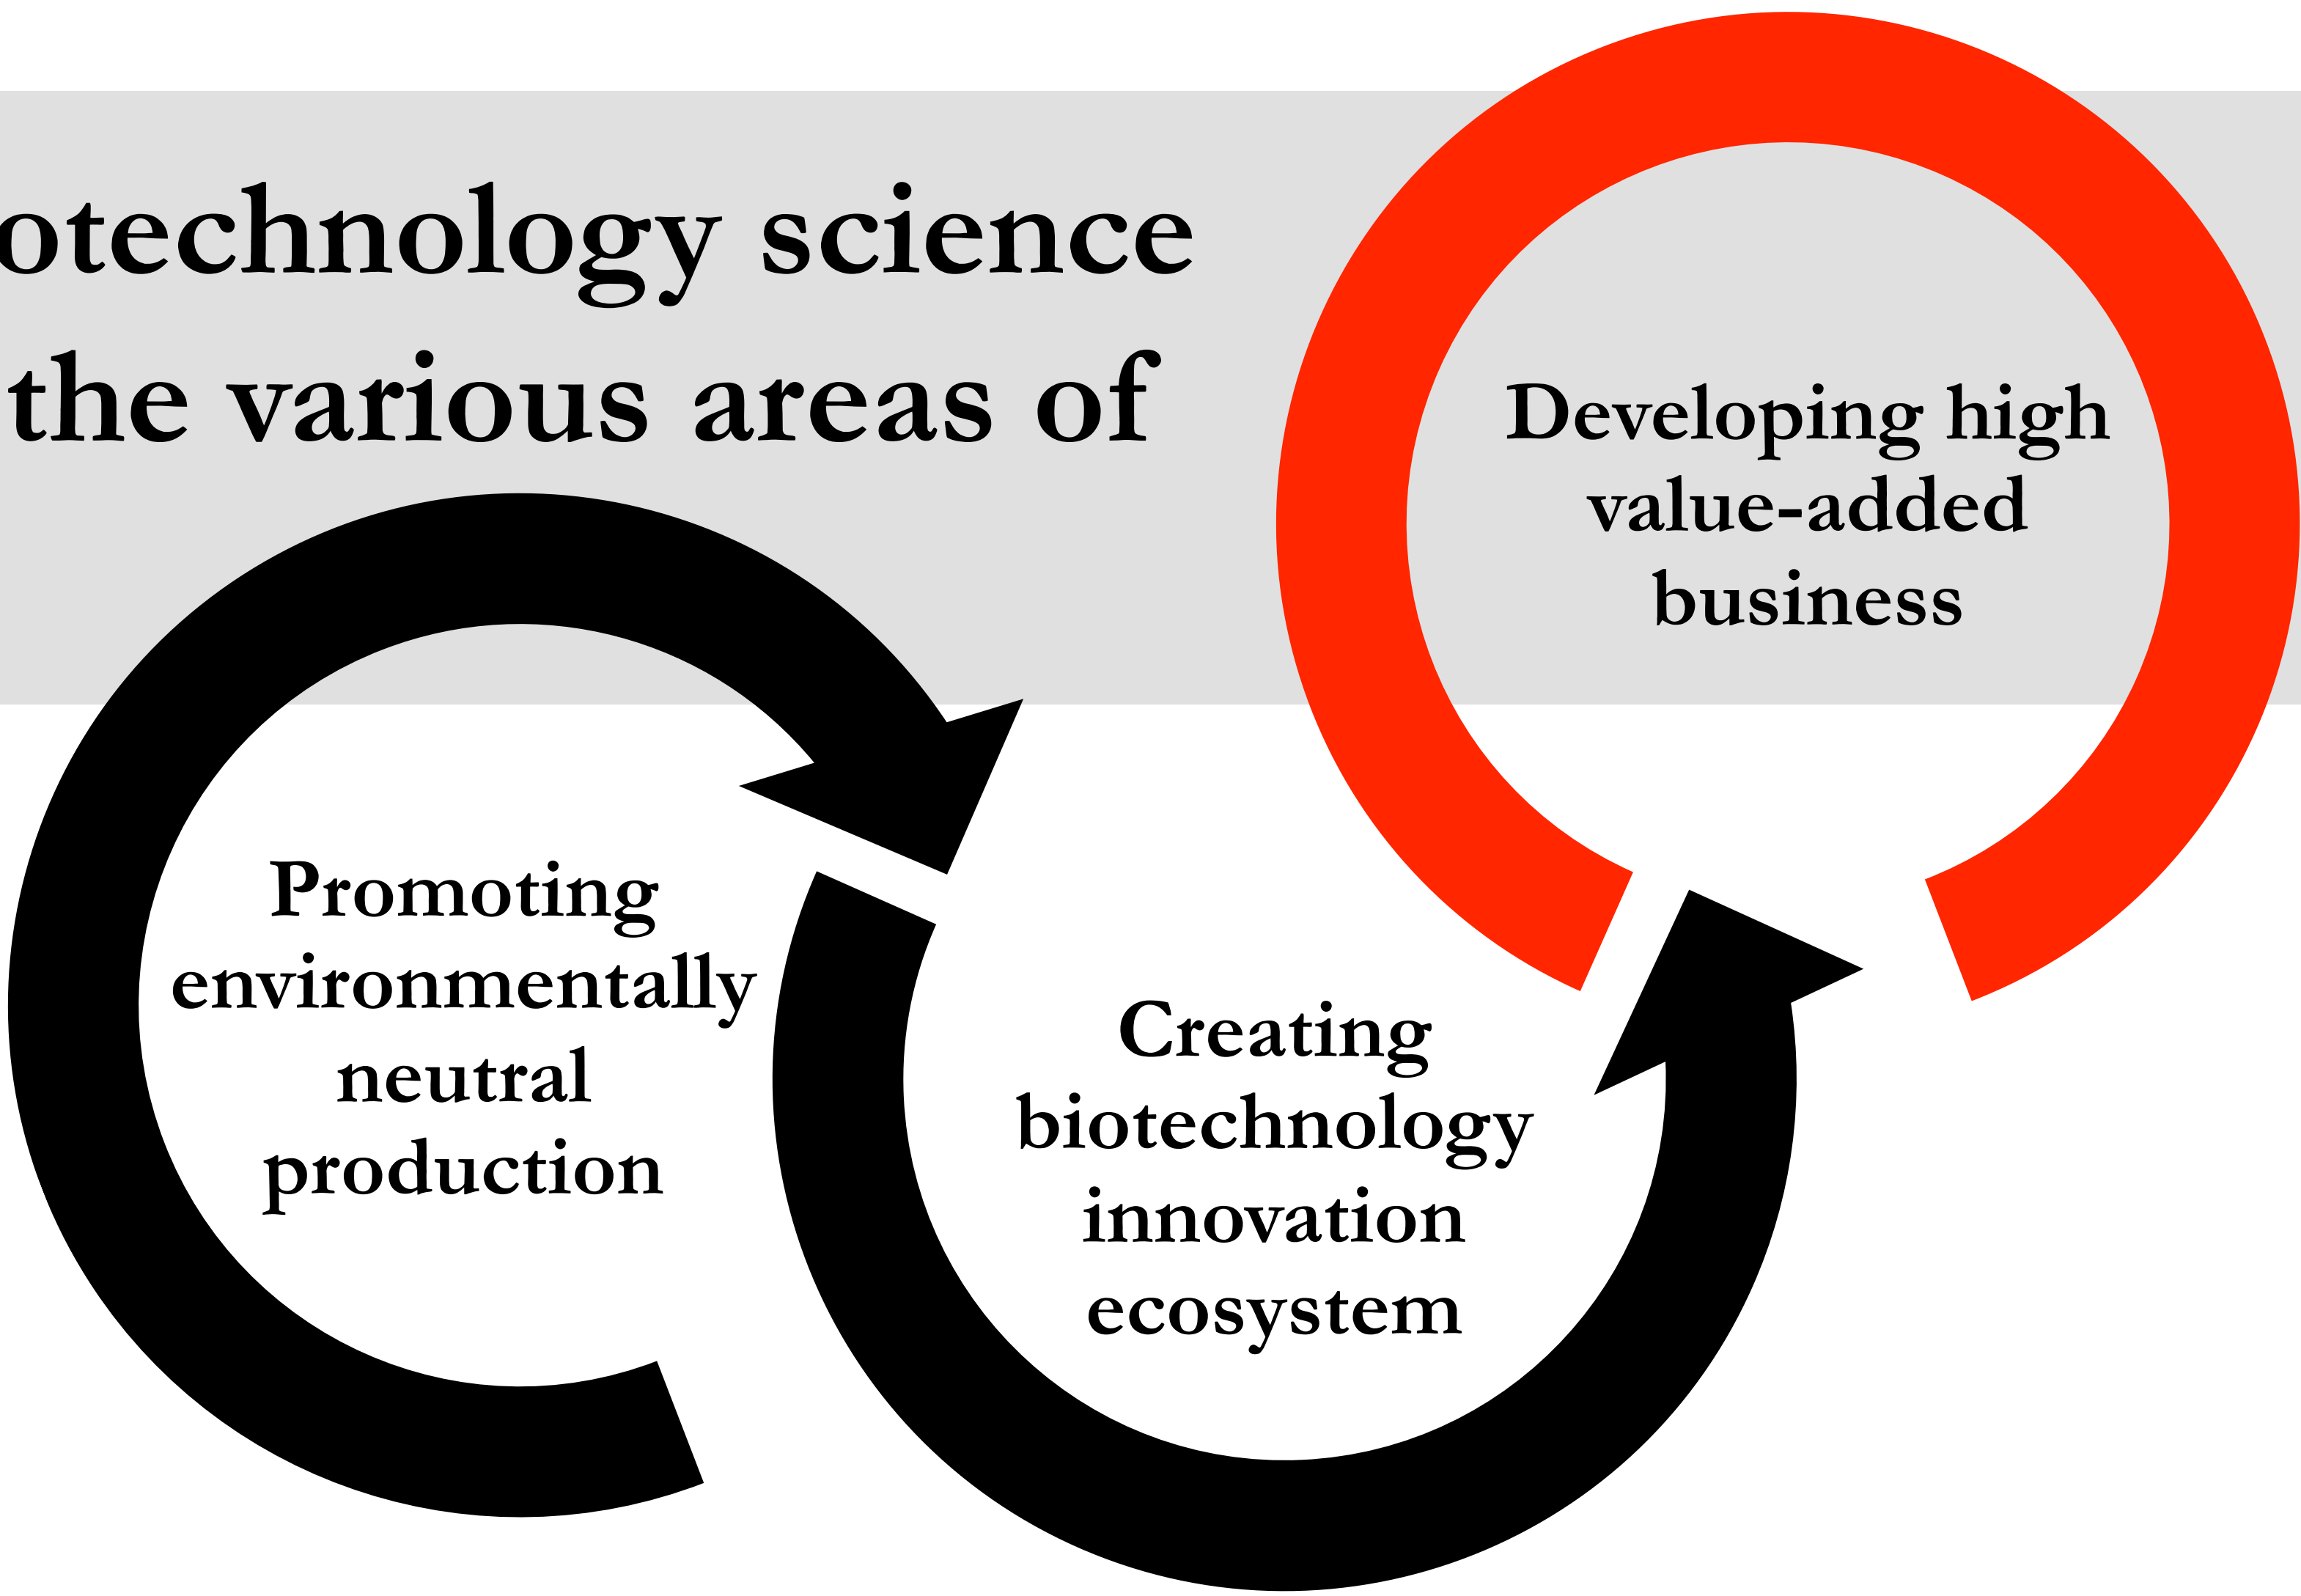 otechnology science
the various areas of
Developing high
value-added
business
Promoting
environmentally
neutral
production
Creating
biotechnology
innovation
ecosystem